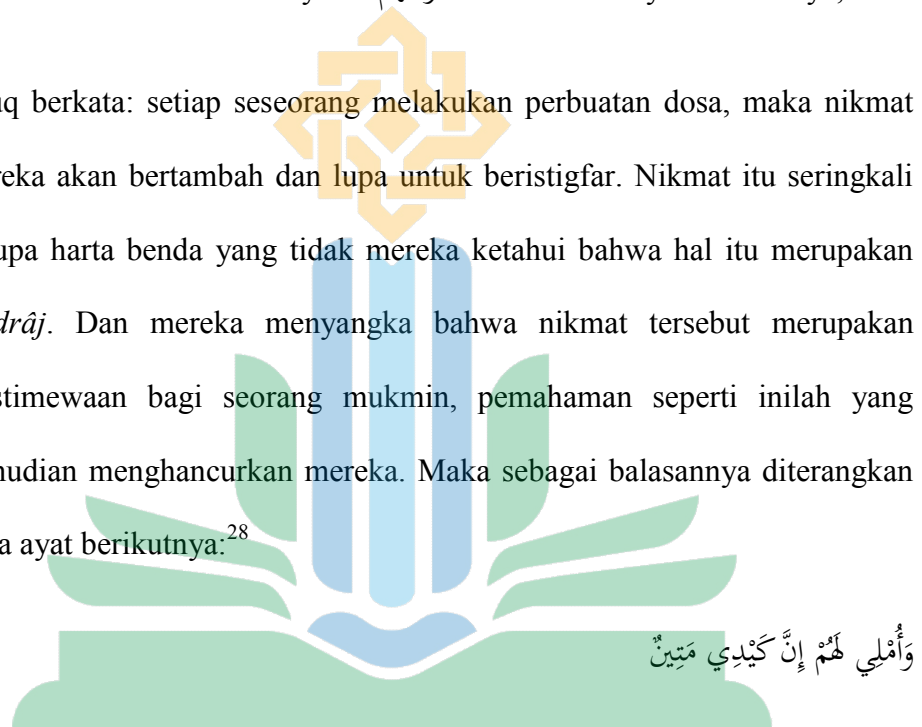 uq berkata: setiap seseorang melakukan perbuatan dosa, maka nikmat
reka akan bertambah dan lupa untuk beristigfar. Nikmat itu seringkali
upa harta benda yang tidak mereka ketahui bahwa hal itu merupakan
drâj. Dan mereka menyangka bahwa nikmat tersebut merupakan
stimewaan bagi seorang mukmin, pemahaman seperti inilah yang
mudian menghancurkan mereka. Maka sebagai balasannya diterangkan
a ayat berikutnya:28
وَأُمْلِي لَهُمْ إِنَّ كَيْدِي مَتِينٌ